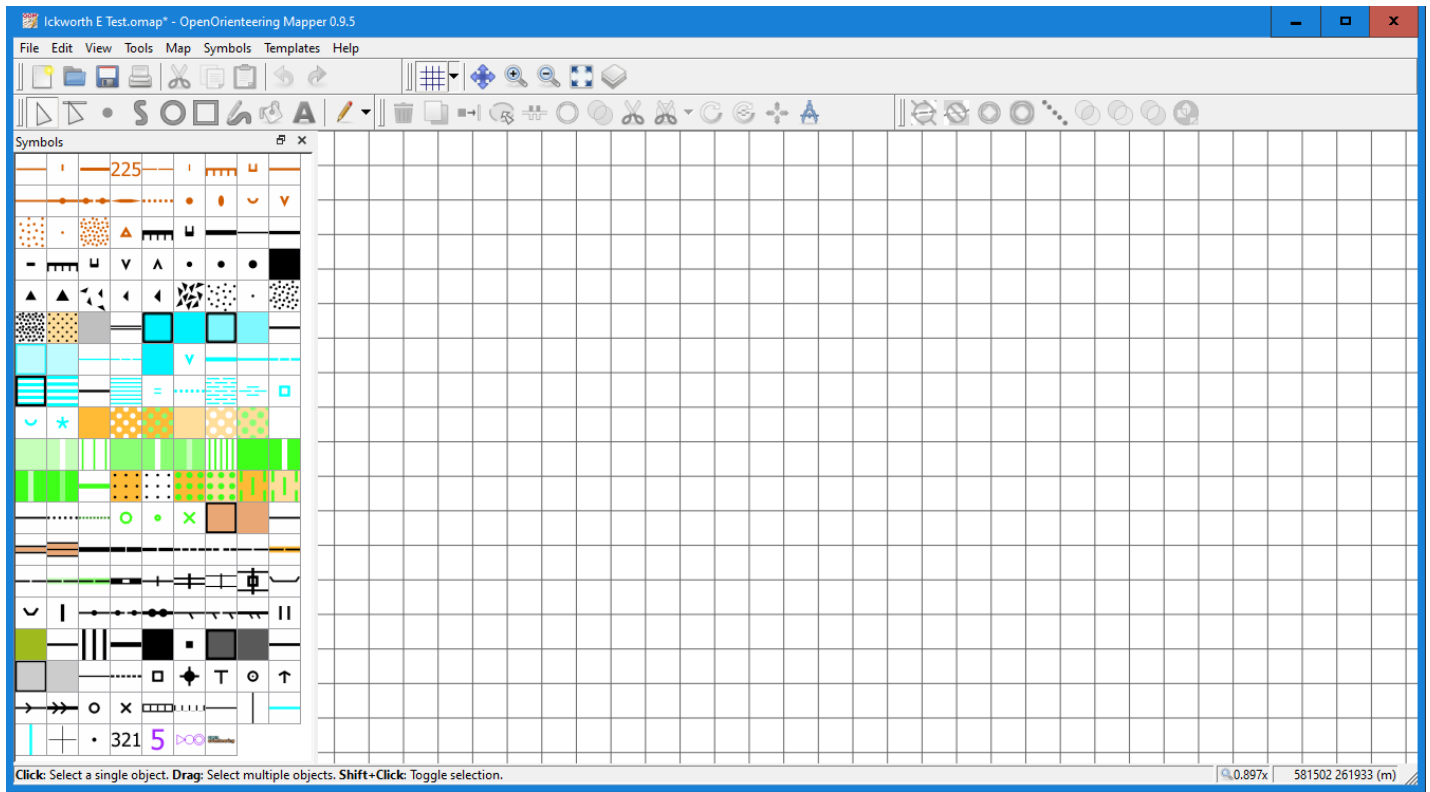 Ickworth E Test.omap* - OpenOrienteering Mapper 0.9.5
File Edit View Tools Map Symbols Templates Help
A
Symbols
225
321 5
Click: Select a single object. Drag: Select multiple objects. Shift+Click: Toggle selection.
0.897x
581502 261933 (m)